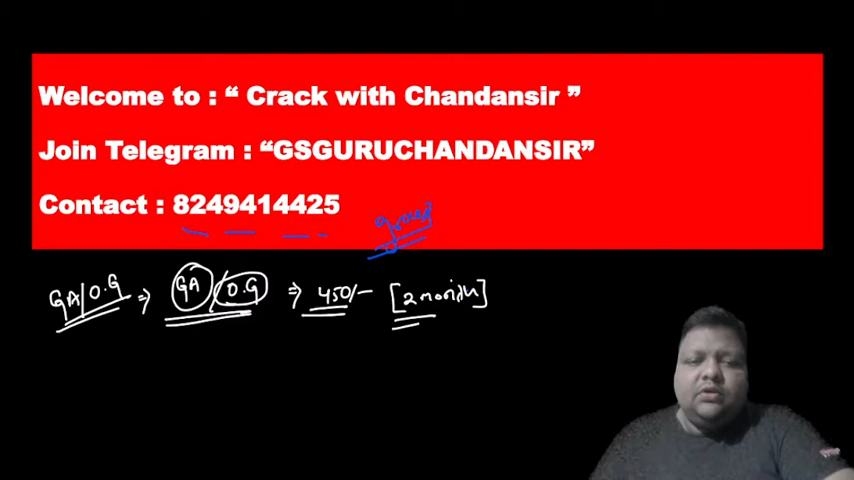 Welcome to : “ Crack with Chandansir ”
Join Telegram : “GSGURUCHANDANSIR”
Contact : 8249414425
GA/O.G ⇒ GA/O.G ⇒ 450/- [2 month]